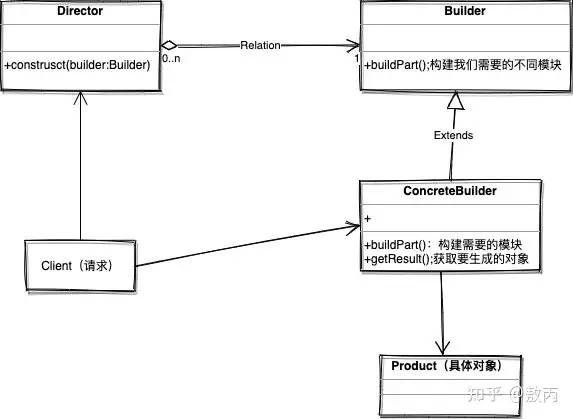 Director
+construsct(builder:Builder)
0..n
Relation
1
Builder
+buildPart();构建我们需要的不同模块
Extends
ConcreteBuilder
+
+buildPart()：构建需要的模块
+getResult();获取要生成的对象
Client（请求）
Product（具体对象）
知乎 @敖丙